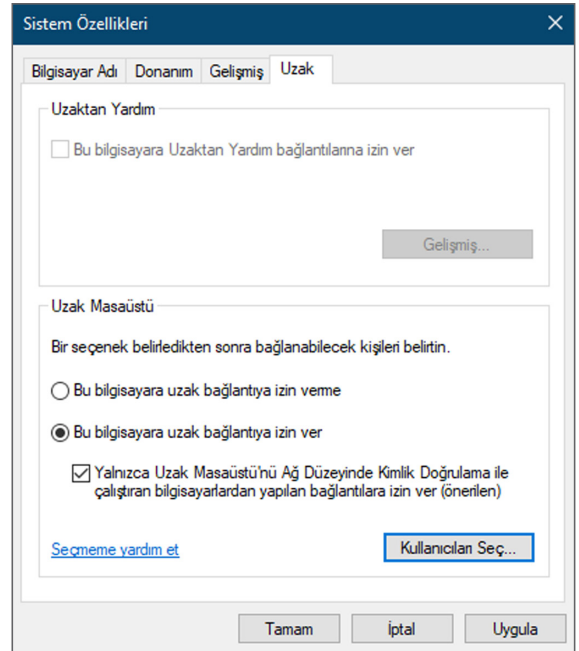 Sistem Özellikleri
Bilgisayar Adı Donanım Gelişmiş Uzak
Uzaktan Yardım
Bu bilgisayara Uzaktan Yardım bağlantılarına izin ver
Gelişmiş...
Uzak Masaüstü
Bir seçenek belirledikten sonra bağlanabilecek kişileri belirtin.
Bu bilgisayara uzak bağlantıya izin verme
Bu bilgisayara uzak bağlantıya izin ver
Yalnızca Uzak Masaüstü'nü Ağ Düzeyinde Kimlik Doğrulama ile
çalıştıran bilgisayarlardan yapılan bağlantılara izin ver (önerilen)
Seçmeme yardım et
Kullanıcıları Seç...
Tamam İptal Uygula